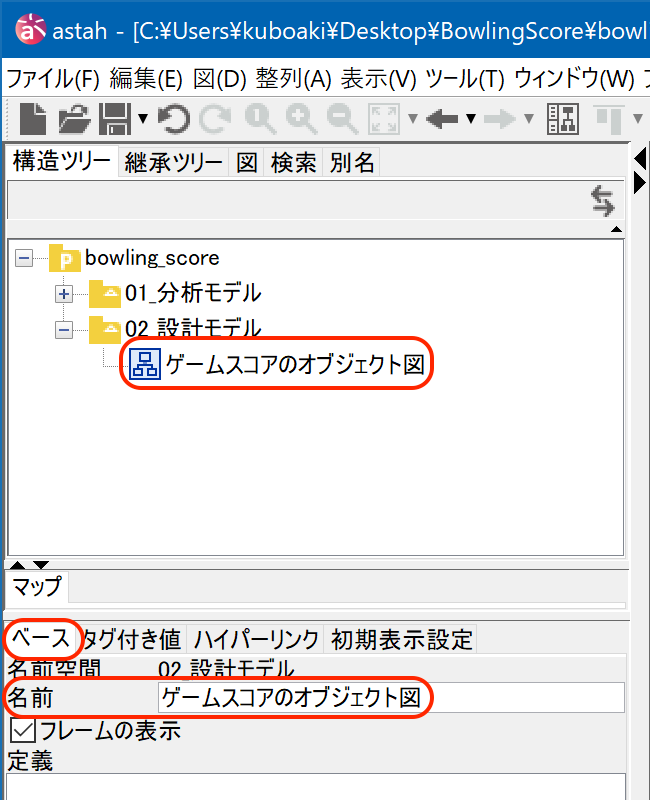 astah - [C:¥Users¥kuboaki¥Desktop¥BowlingScore¥bowl
ファイル(F) 編集(E) 図(D) 整列(A) 表示(V) ツール(T) ウィンドウ(W)
構造ツリー 継承ツリー 図 検索 別名
bowling_score
01_分析モデル
02_設計モデル
ゲームスコアのオブジェクト図
マップ
ベース タグ付き値 ハイパーリンク 初期表示設定
名前空間 02_設計モデル
名前 ゲームスコアのオブジェクト図
フレームの表示
定義